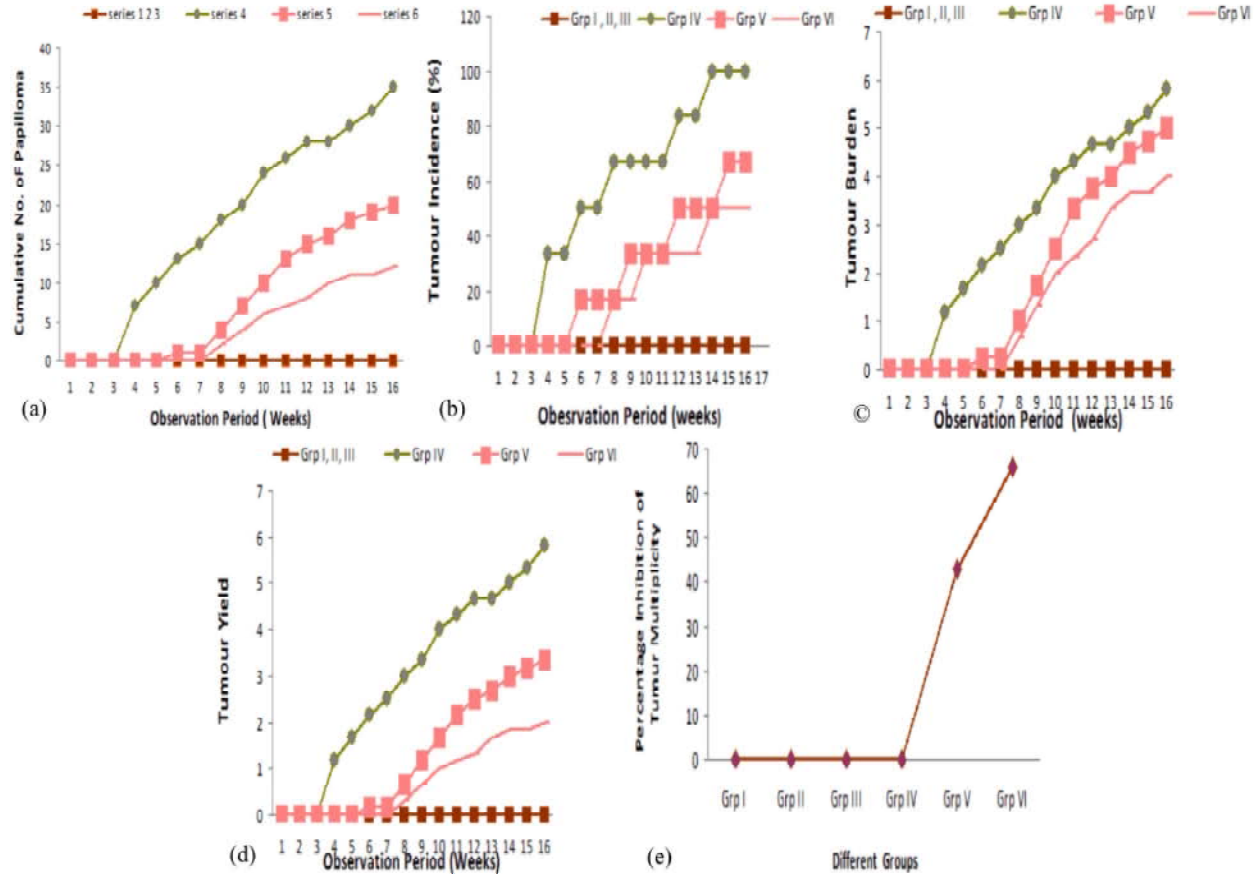 series 1 2 3 series 4 series 5 series 6
Cumulative No. of Papilloma
40
35
30
25
20
15
10
5
0
1 2 3 4 5 6 7 8 9 10 11 12 13 14 15 16
Observation Period ( Weeks)
(a)
Grp I , II, III Grp IV Grp V Grp VI
Tumour Incidence (%)
120
100
80
60
40
20
0
1 2 3 4 5 6 7 8 9 10 11 12 13 14 15 16 17
Obesrvation Period (weeks)
(b)
Grp I , II, III Grp IV Grp V Grp VI
Tumour Burden
7
6
5
4
3
2
1
0
1 2 3 4 5 6 7 8 9 10 11 12 13 14 15 16
Observation Period (weeks)
©
Grp I, II, III Grp IV Grp V Grp VI
Tumour Yield
7
6
5
4
3
2
1
0
1 2 3 4 5 6 7 8 9 10 11 12 13 14 15 16
Observation Period (Weeks)
(d)
Percentage Inhibition of
Tumur Multiplicity
70
60
50
40
30
20
10
0
Grp I Grp II Grp III Grp IV Grp V Grp VI
Different Groups
(e)